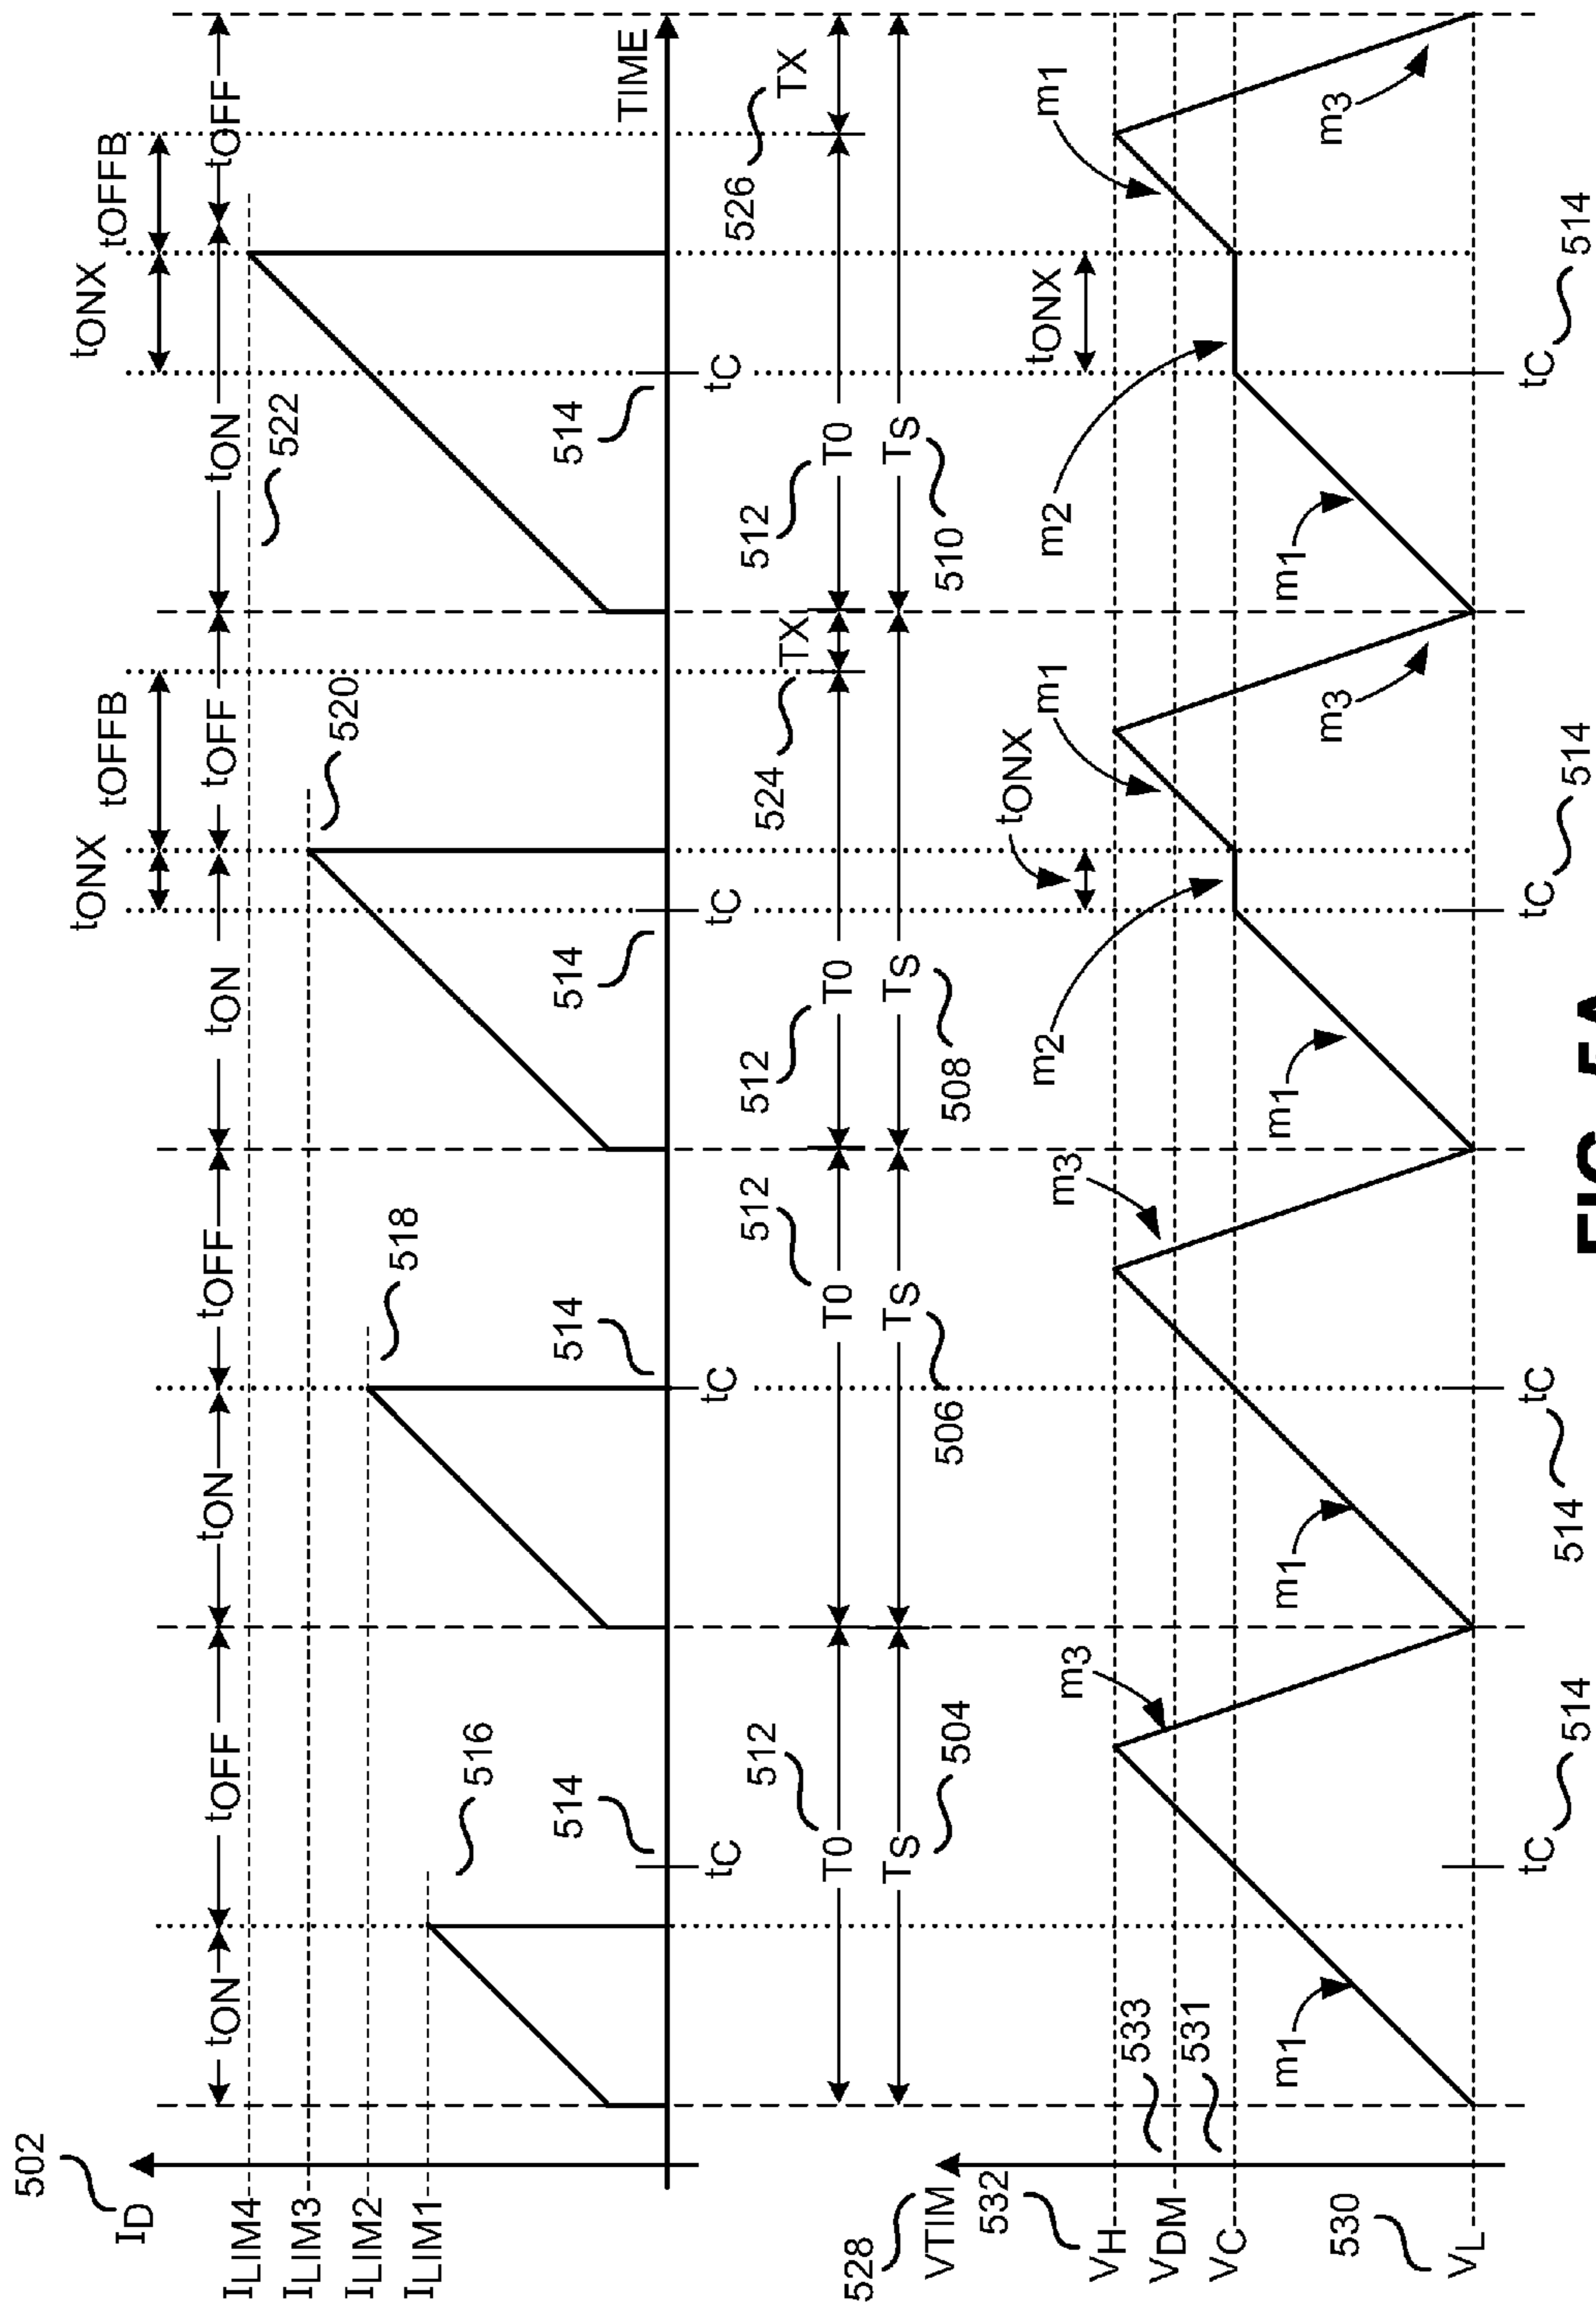 502
tONX tONX
tOFFB tOFFB
ID
tON tOFF tON tOFF tON tOFF tON tOFF
ILIM4
522
ILIM3
520
ILIM2
518
ILIM1
516
514 514 514 514
TIME
tC tC tC tC
526
512 512 512 512
524
TX TX
T0 T0 T0 T0
TS TS TS TS
504 506 508 510
528
VTIM
532
tONX tONX
m3 m3 m2 m1 m2 m1
VH
533
VDM
531
VC
m1 m1 m1 m1
m3 m3
530
VL
tC tC tC tC
514 514 514 514
FIG. 5A